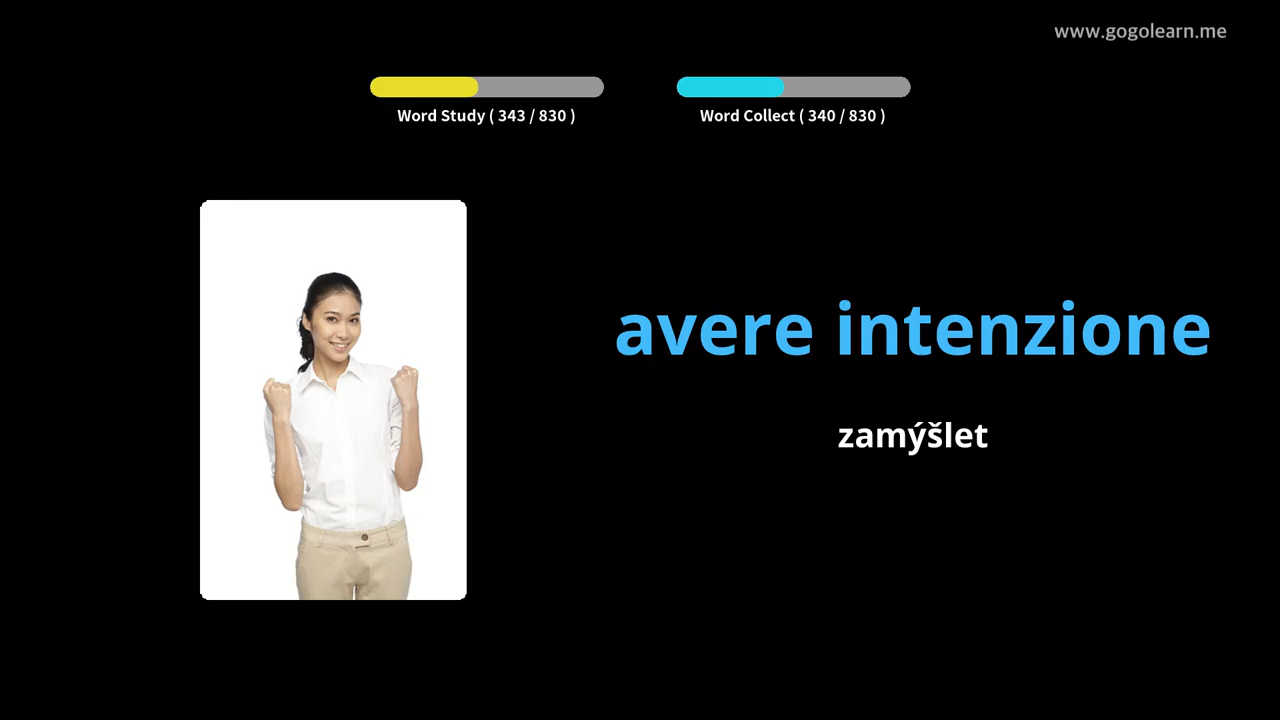 www.gogolearn.me
Word Study ( 343 / 830 )
Word Collect ( 340 / 830 )
avere intenzione
zamýšlet